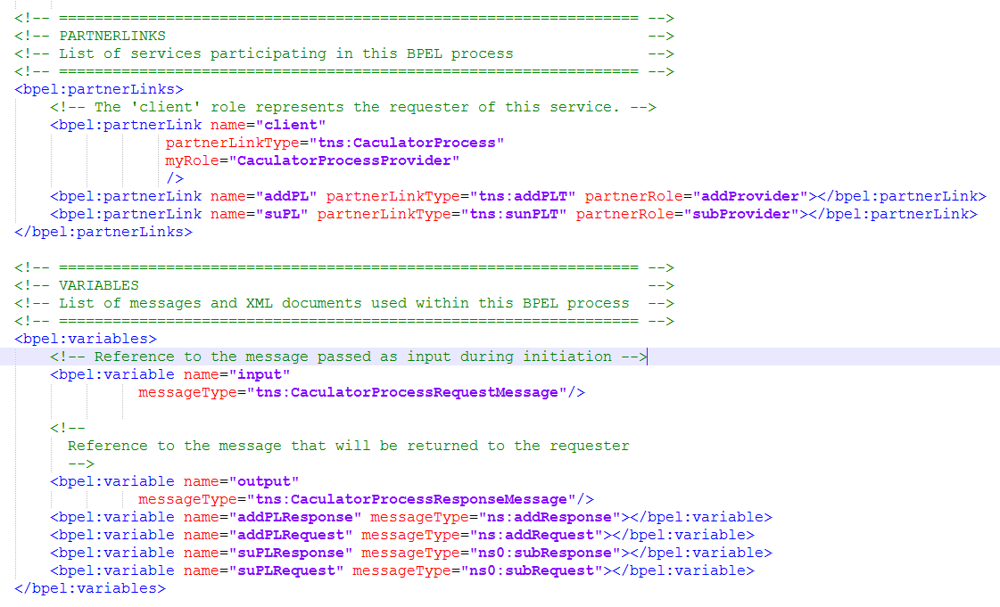 <!-- ================================================================= -->
<!-- PARTNERLINKS                                                      -->
<!-- List of services participating in this BPEL process               -->
<!-- ================================================================= -->
<bpel:partnerLinks>
    <!-- The 'client' role represents the requester of this service. -->
    <bpel:partnerLink name="client"
                 partnerLinkType="tns:CaculatorProcess"
                 myRole="CaculatorProcessProvider"
                 />
    <bpel:partnerLink name="addPL" partnerLinkType="tns:addPLT" partnerRole="addProvider"></bpel:partnerLink>
    <bpel:partnerLink name="suPL" partnerLinkType="tns:sunPLT" partnerRole="subProvider"></bpel:partnerLink>
</bpel:partnerLinks>

<!-- ================================================================= -->
<!-- VARIABLES                                                         -->
<!-- List of messages and XML documents used within this BPEL process  -->
<!-- ================================================================= -->
<bpel:variables>
    <!-- Reference to the message passed as input during initiation -->
    <bpel:variable name="input"
              messageType="tns:CaculatorProcessRequestMessage"/>

    <!--
      Reference to the message that will be returned to the requester
      -->
    <bpel:variable name="output"
              messageType="tns:CaculatorProcessResponseMessage"/>
    <bpel:variable name="addPLResponse" messageType="ns:addResponse"></bpel:variable>
    <bpel:variable name="addPLRequest" messageType="ns:addRequest"></bpel:variable>
    <bpel:variable name="suPLResponse" messageType="ns0:subResponse"></bpel:variable>
    <bpel:variable name="suPLRequest" messageType="ns0:subRequest"></bpel:variable>
</bpel:variables>